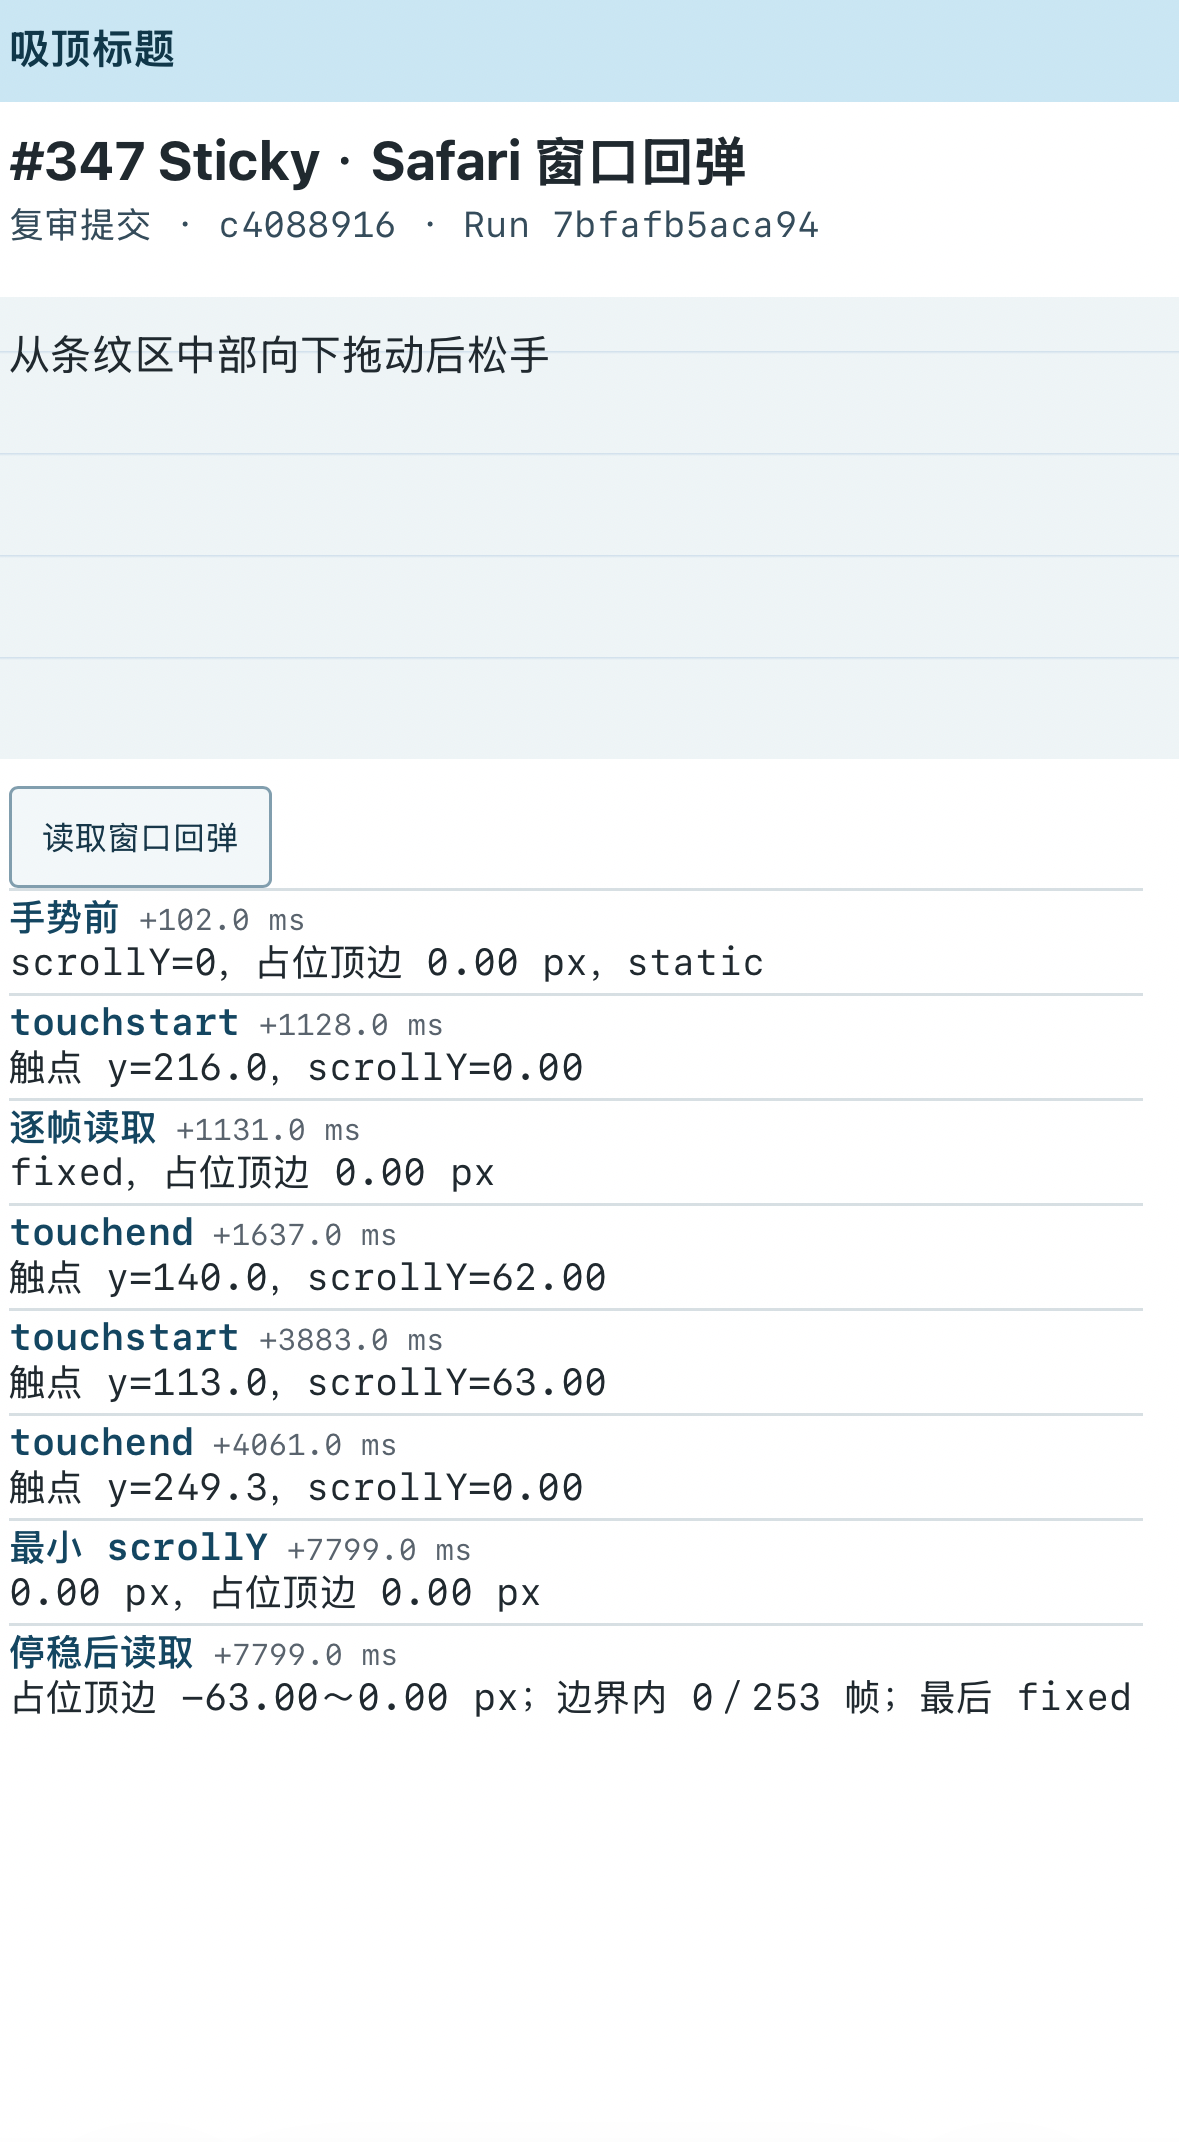 吸顶标题
#347 Sticky · Safari 窗口回弹
复审提交 · c4088916 · Run 7bfafb5aca94
从条纹区中部向下拖动后松手
读取窗口回弹
手势前 +102.0 ms
scrollY=0, 占位顶边 0.00 px, static
touchstart +1128.0 ms
触点 y=216.0, scrollY=0.00
逐帧读取 +1131.0 ms
fixed, 占位顶边 0.00 px
touchend +1637.0 ms
触点 y=140.0, scrollY=62.00
touchstart +3883.0 ms
触点 y=113.0, scrollY=63.00
touchend +4061.0 ms
触点 y=249.3, scrollY=0.00
最小 scrollY +7799.0 ms
0.00 px, 占位顶边 0.00 px
停稳后读取 +7799.0 ms
占位顶边 −63.00～0.00 px; 边界内 0/253 帧; 最后 fixed